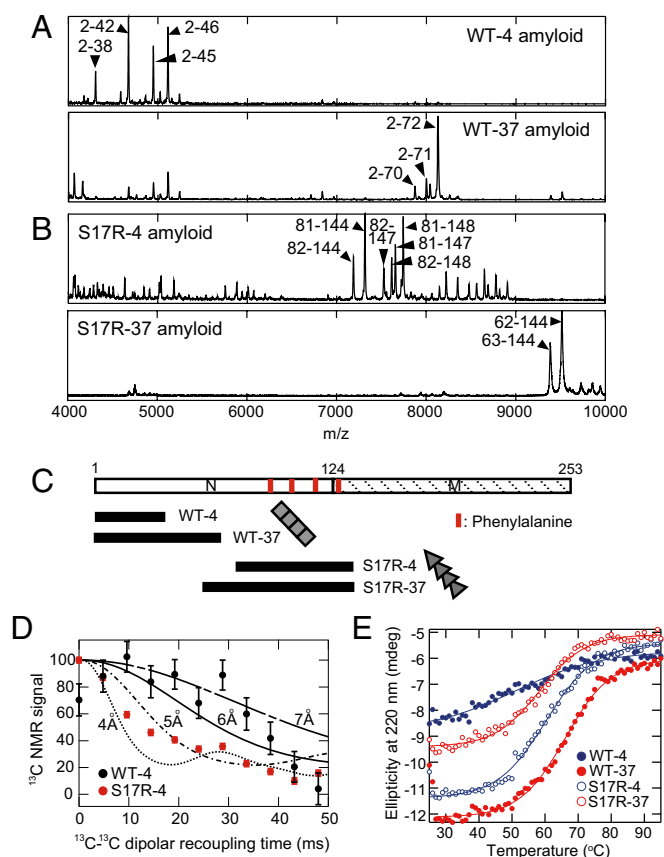 A
2-42
2-46
2-38
2-45
WT-4 amyloid
2-72
WT-37 amyloid
2-71
2-70
B
S17R-4 amyloid
81-144
82-147
81-148
82-144
81-147
82-148
S17R-37 amyloid
62-144
63-144
4000 5000 6000 7000 8000 9000 10000
m/z
C
1 124 253
N M
WT-4
WT-37
: Phenylalanine
S17R-4
S17R-37
D
100
80
60
40
20
0
4Å 5Å 6Å 7Å
WT-4
S17R-4
0 10 20 30 40 50
¹³C NMR signal
¹³C-¹³C dipolar recoupling time (ms)
E
-5
-6
-7
-8
-9
-10
-11
-12
WT-4
WT-37
S17R-4
S17R-37
30 40 50 60 70 80 90
Ellipticity at 220 nm (mdeg)
Temperature (°C)